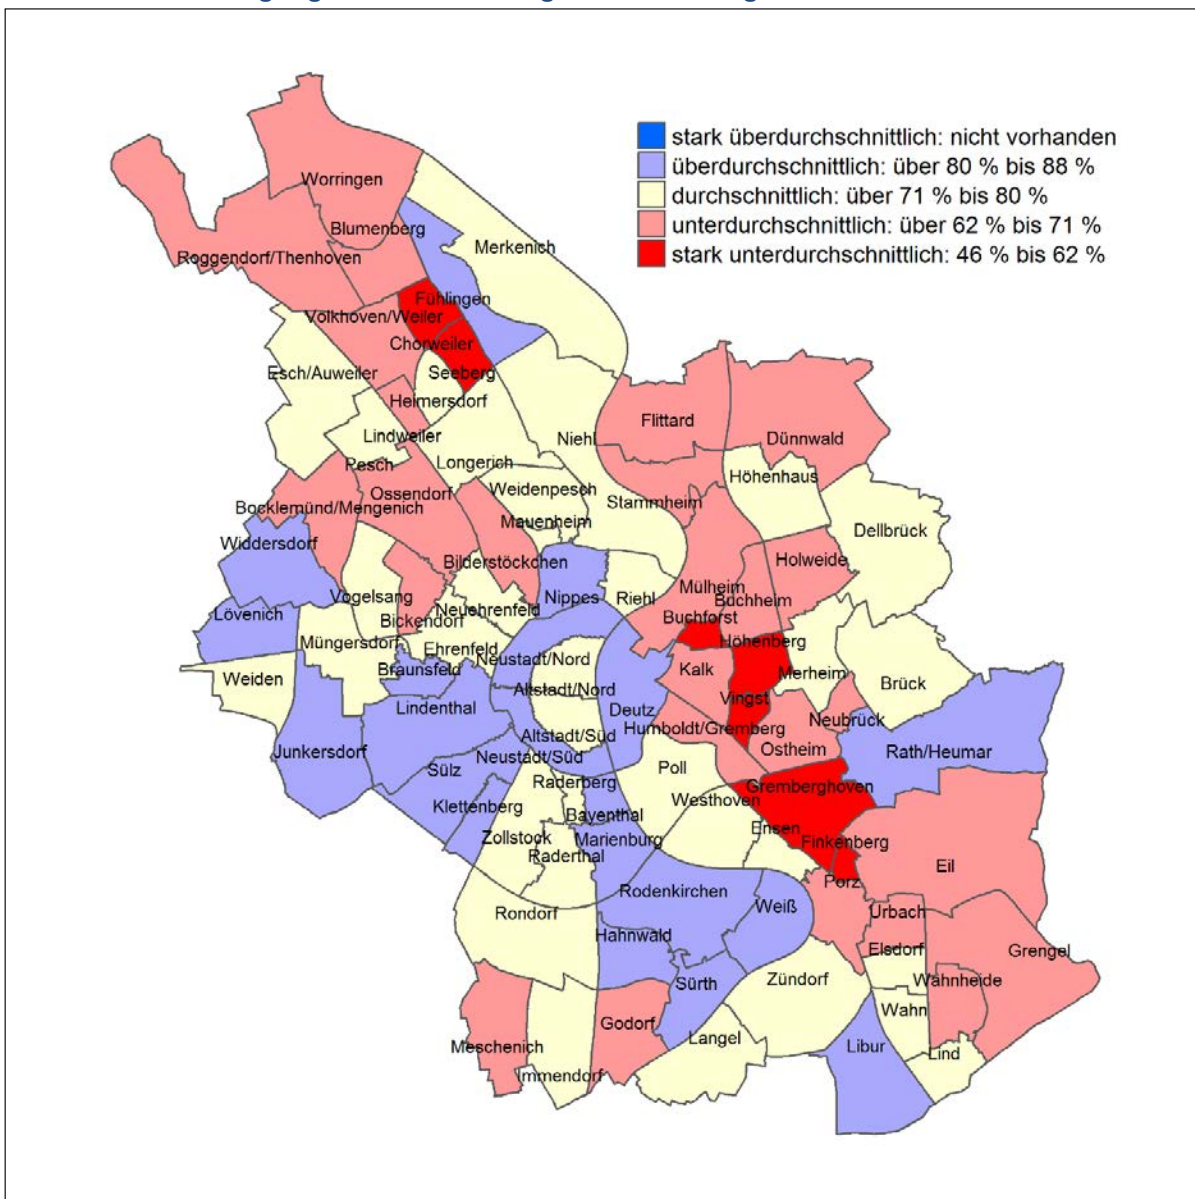 stark überdurchschnittlich: nicht vorhanden
überdurchschnittlich: über 80 % bis 88 %
durchschnittlich: über 71 % bis 80 %
unterdurchschnittlich: über 62 % bis 71 %
stark unterdurchschnittlich: 46 % bis 62 %
Worringen
Blumenberg
Merkenich
Roggendorf/Thenhoven
Fühlingen
Volkhoven/Weiler
Chorweiler
Esch/Auweiler
Seeberg
Heimersdorf
Flittard
Lindweiler
Niehl
Dünnwald
Pesch
Longerich
Höhenhaus
Ossendorf
Weidenpesch
Bocklemünd/Mengenich
Stammheim
Mauenheim
Dellbrück
Widdersdorf
Bilderstöckchen
Holweide
Mülheim
Vogelsang
Nippes
Riehl
Buchheim
Lövenich
Neuehrenfeld
Bickendorf
Buchforst
Müngersdorf
Ehrenfeld
Höhenberg
Neustadt/Nord
Braunsfeld
Kalk
Merheim
Weiden
Brück
Altstadt/Nord
Vingst
Lindenthal
Deutz
Neubrück
Humboldt/Gremberg
Altstadt/Süd
Ostheim
Junkersdorf
Rath/Heumar
Neustadt/Süd
Sülz
Poll
Raderberg
Gremberghoven
Klettenberg
Westhoven
Bayenthal
Ensen
Zollstock
Marienburg
Finkenberg
Raderthal
Eil
Porz
Rodenkirchen
Weiß
Rondorf
Urbach
Hahnwald
Elsdorf
Grengel
Zündorf
Wahnheide
Sürth
Wahn
Godorf
Langel
Meschenich
Libur
Lind
Immendorf